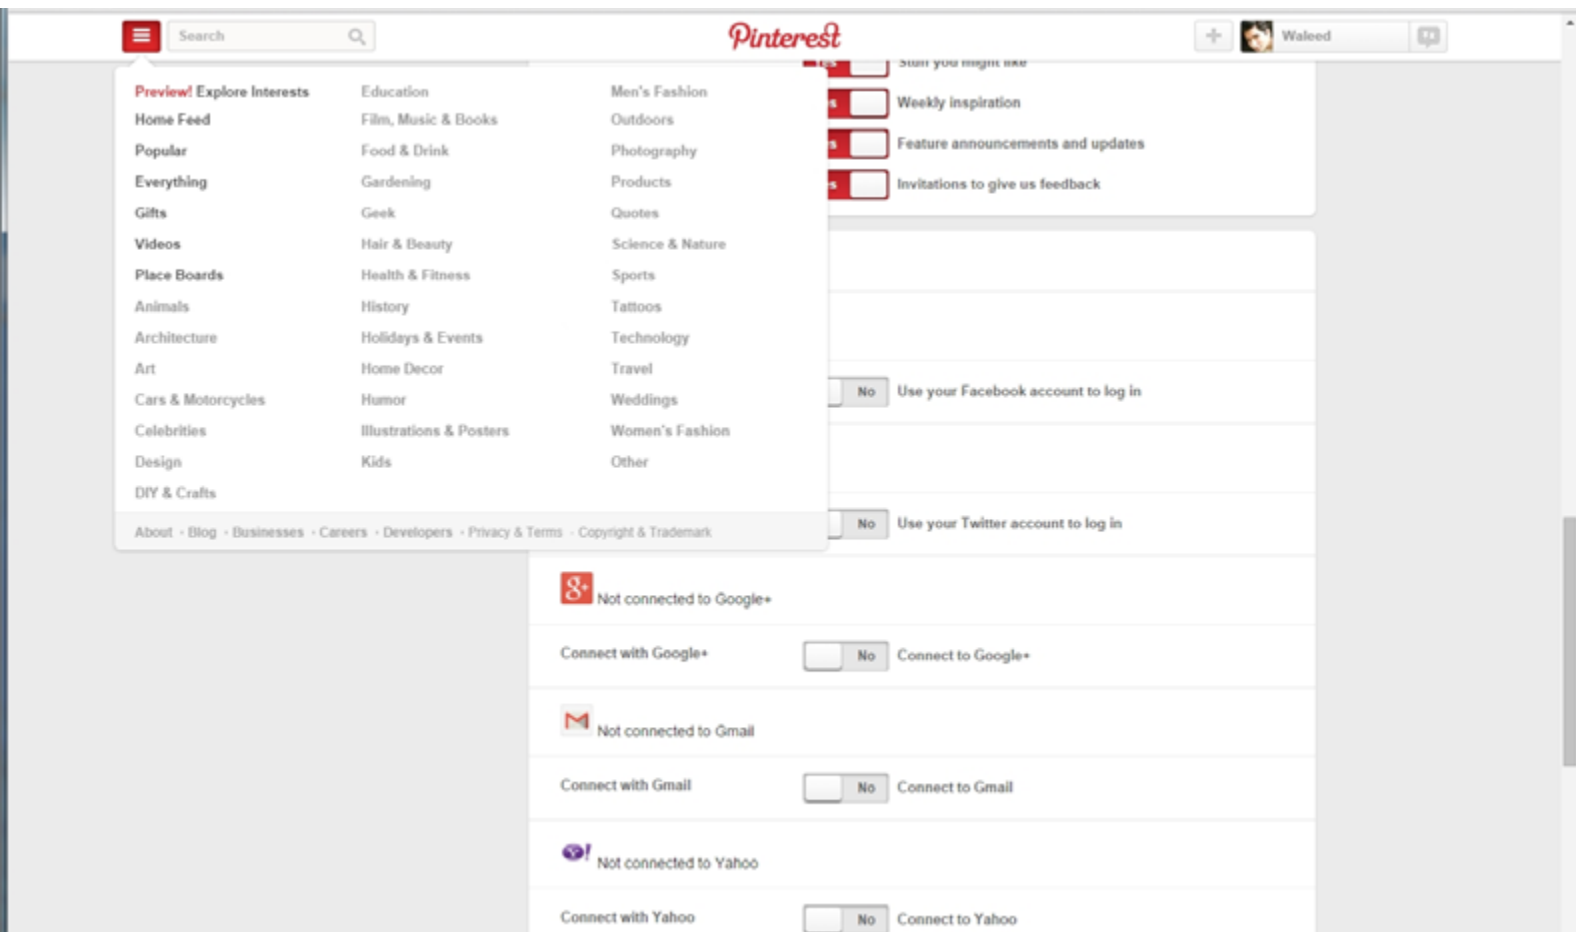 Search
Pinterest
Waleed
Preview! Explore Interests
Home Feed
Popular
Everything
Gifts
Videos
Place Boards
Animals
Architecture
Art
Cars & Motorcycles
Celebrities
Design
DIY & Crafts
Education
Film, Music & Books
Food & Drink
Gardening
Geek
Hair & Beauty
Health & Fitness
History
Holidays & Events
Home Decor
Humor
Illustrations & Posters
Kids
Men's Fashion
Outdoors
Photography
Products
Quotes
Science & Nature
Sports
Tattoos
Technology
Travel
Weddings
Women's Fashion
Other
About · Blog · Businesses · Careers · Developers · Privacy & Terms · Copyright & Trademark
Yes Stuff you might like
s Weekly inspiration
s Feature announcements and updates
s Invitations to give us feedback
No Use your Facebook account to log in
No Use your Twitter account to log in
g+ Not connected to Google+
Connect with Google+ No Connect to Google+
Not connected to Gmail
Connect with Gmail No Connect to Gmail
Y! Not connected to Yahoo
Connect with Yahoo No Connect to Yahoo